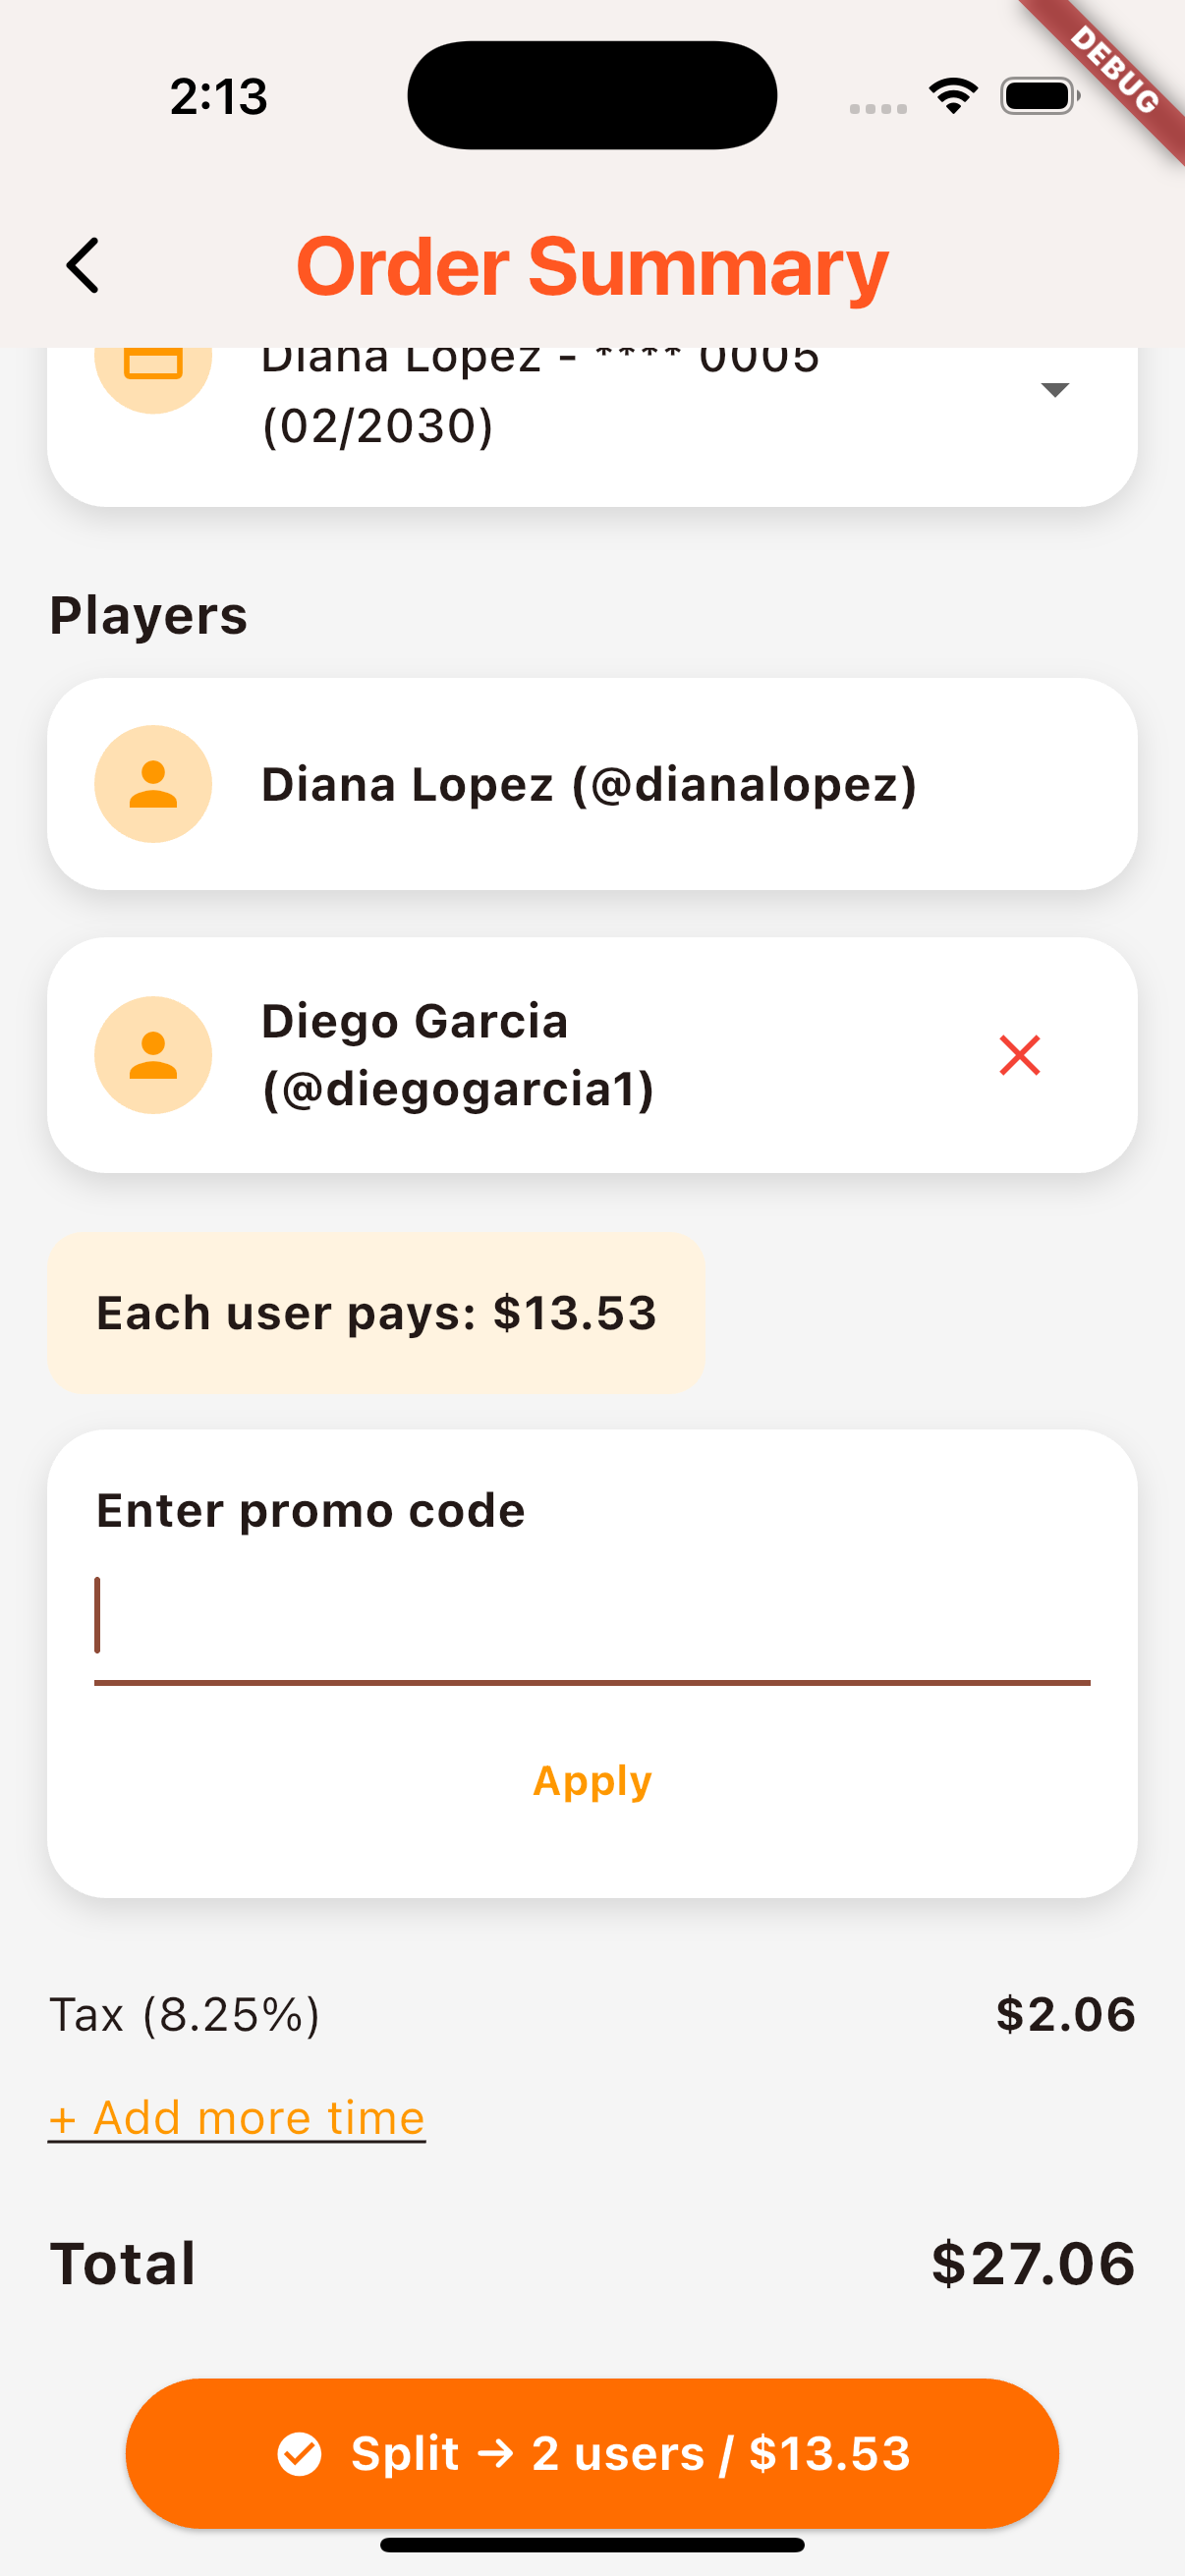 2:13
DEBUG
Order Summary
Diana Lopez - **** 0005
(02/2030)
Players
Diana Lopez (@dianalopez)
Diego Garcia
(@diegogarcia1)
Each user pays: $13.53
Enter promo code
Apply
Tax (8.25%) $2.06
+ Add more time
Total $27.06
Split → 2 users / $13.53